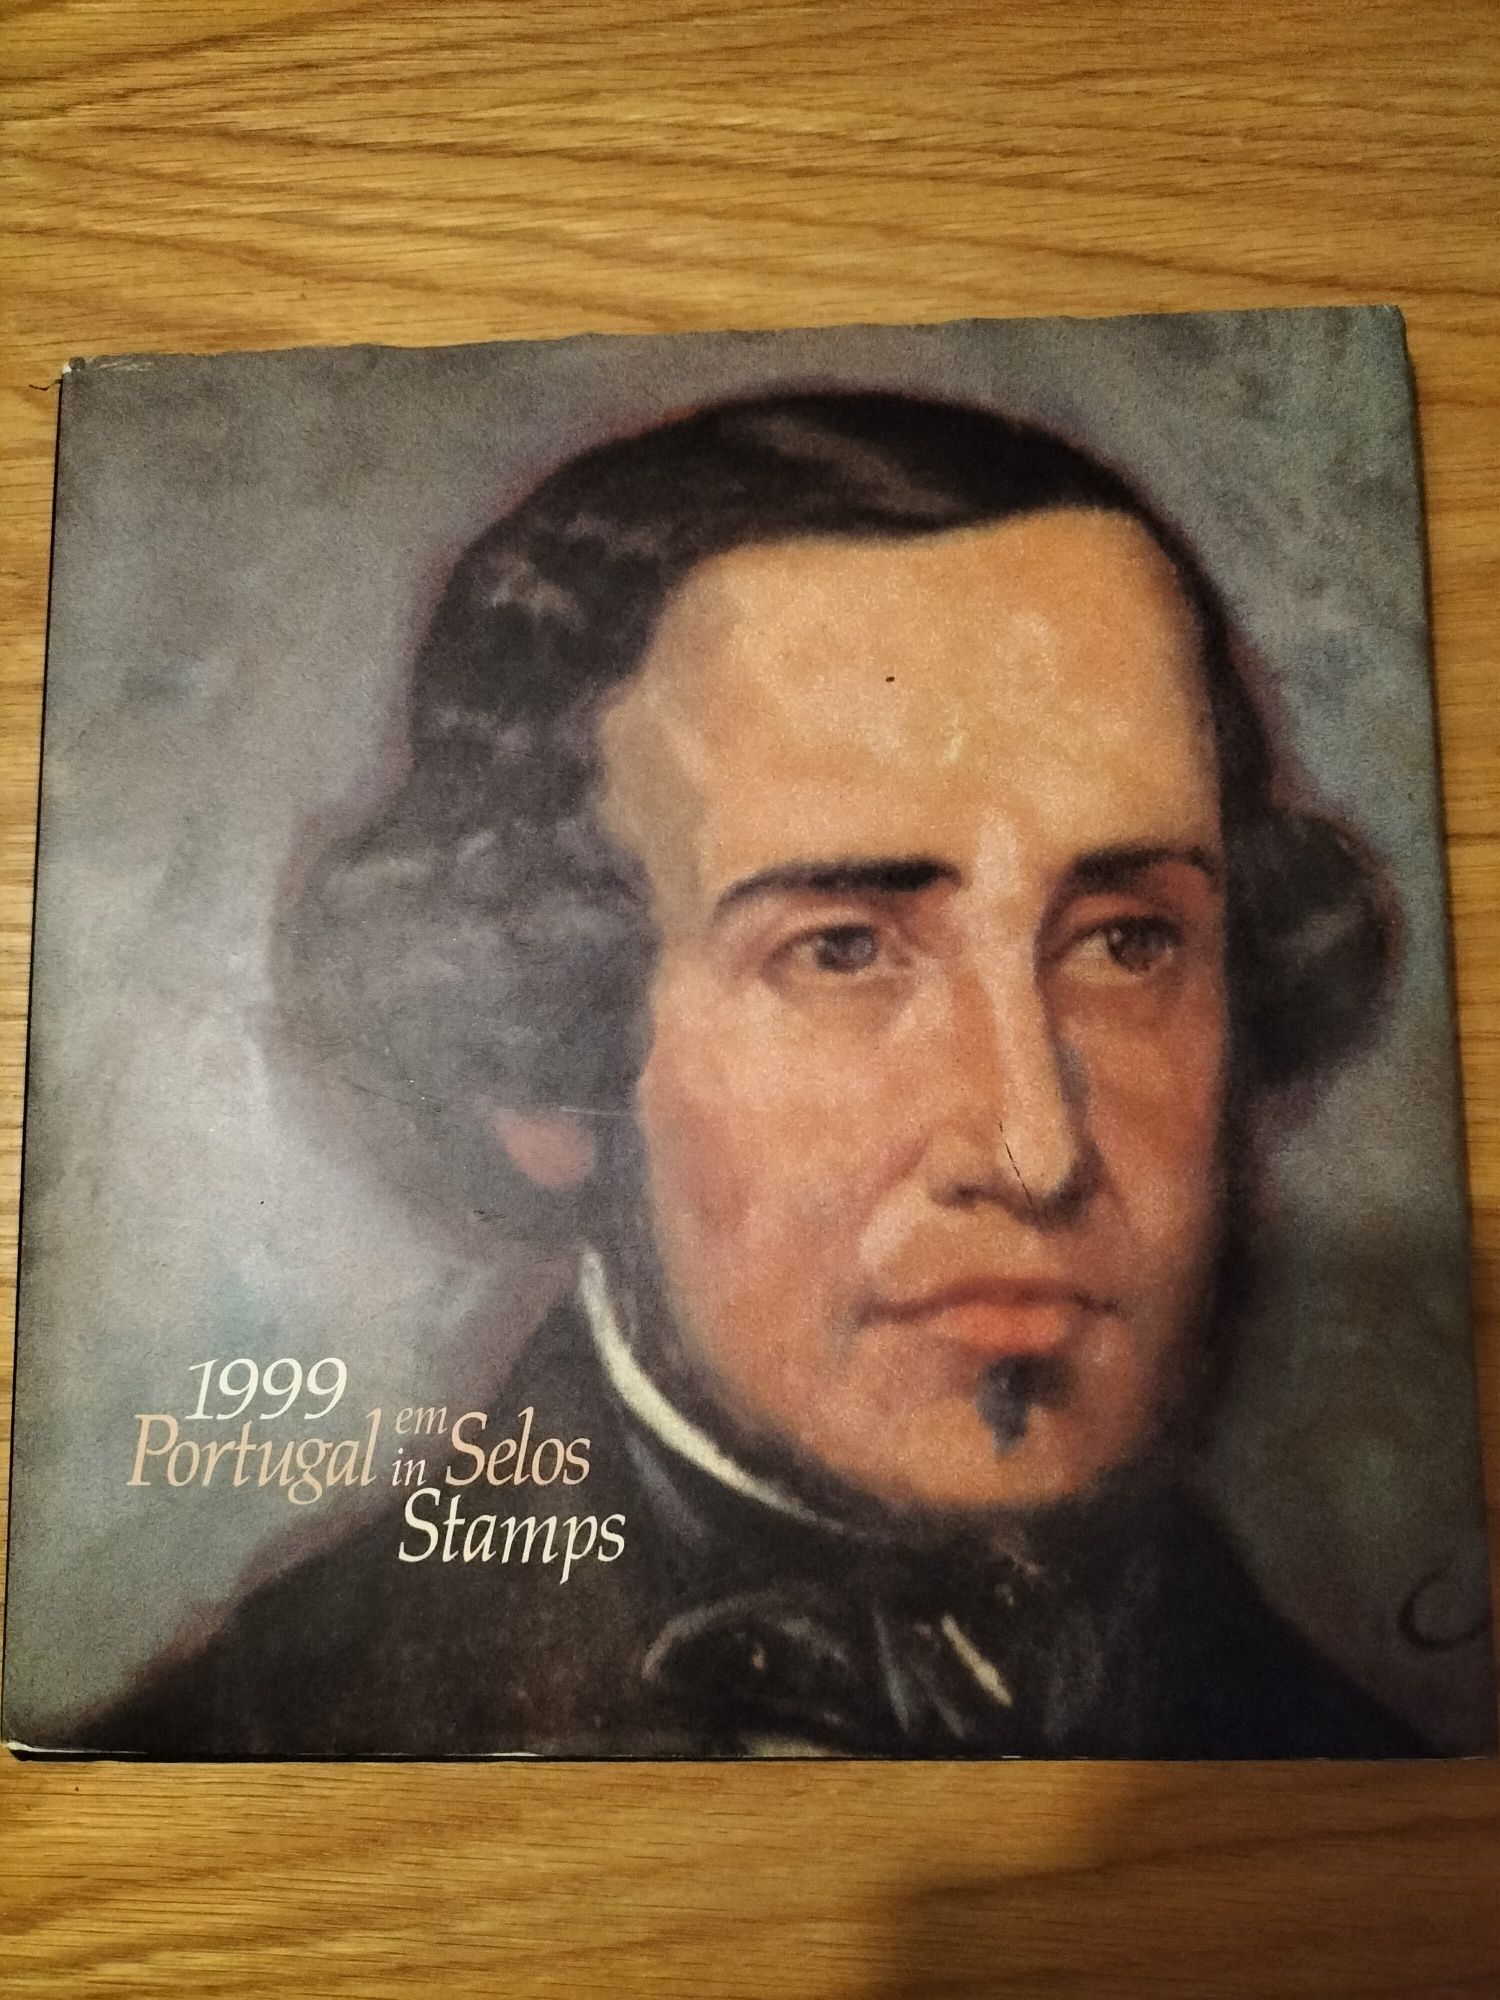 1999
Portugal em Selos
in
Stamps